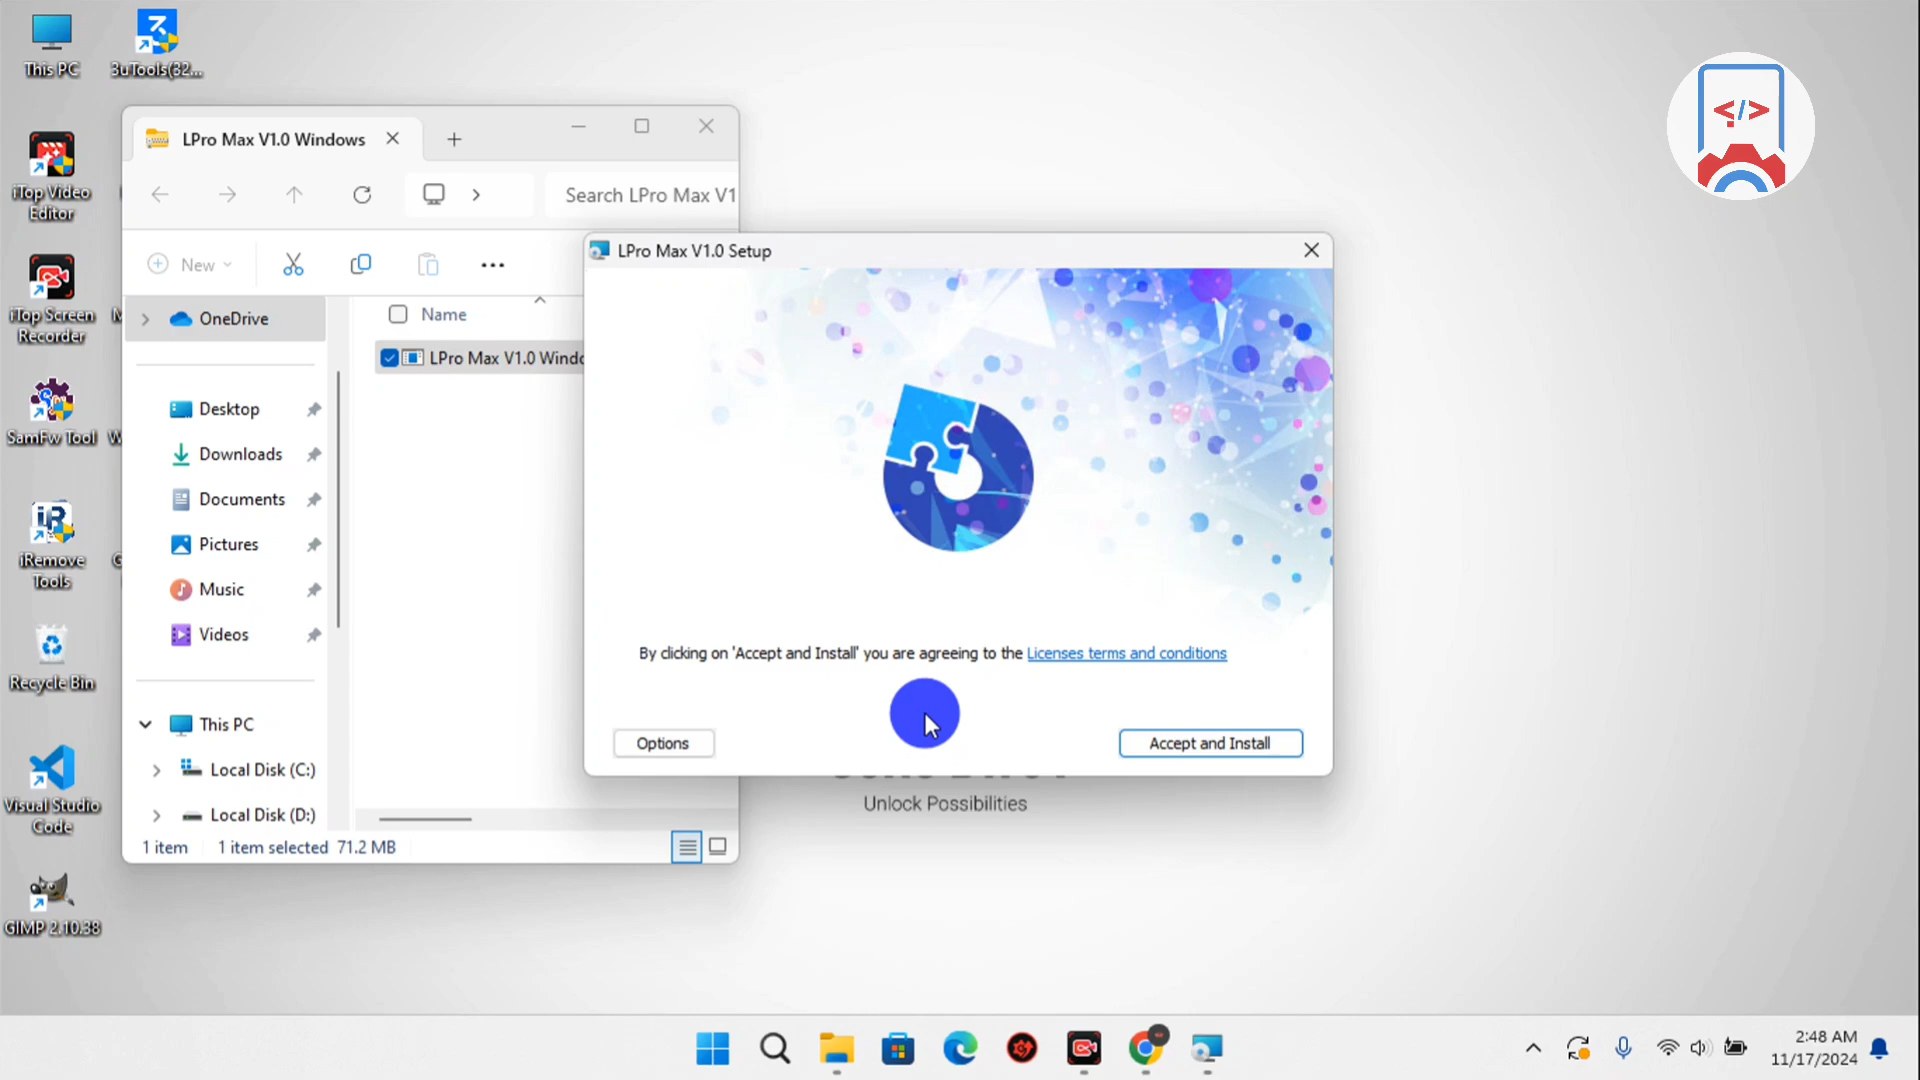 This PC
3uTools(32...
iTop Video
Editor
iTop Screen
Recorder
SamFw Tool
iRemove
Tools
Recycle Bin
Visual Studio
Code
GIMP 2.10.38
LPro Max V1.0 Windows
Search LPro Max V1
New
OneDrive
Desktop
Downloads
Documents
Pictures
Music
Videos
This PC
Local Disk (C:)
Local Disk (D:)
Name
LPro Max V1.0 Windo
1 item
1 item selected 71.2 MB
LPro Max V1.0 Setup
By clicking on 'Accept and Install' you are agreeing to the Licenses terms and conditions
Options
Accept and Install
Unlock Possibilities
2:48 AM
11/17/2024